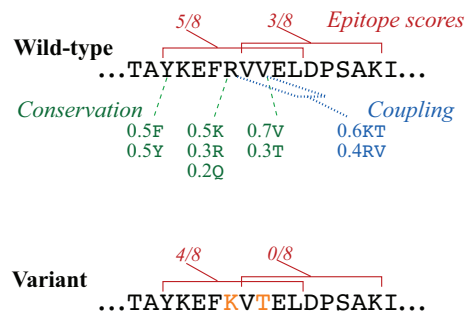 5/8 3/8 Epitope scores
Wild-type
...TAYKEFRVVELDPSAKI...
Conservation Coupling
0.5F 0.5K 0.7V 0.6KT
0.5Y 0.3R 0.3T 0.4RV
0.2Q
4/8 0/8
Variant
...TAYKEFKVTELDPSAKI...